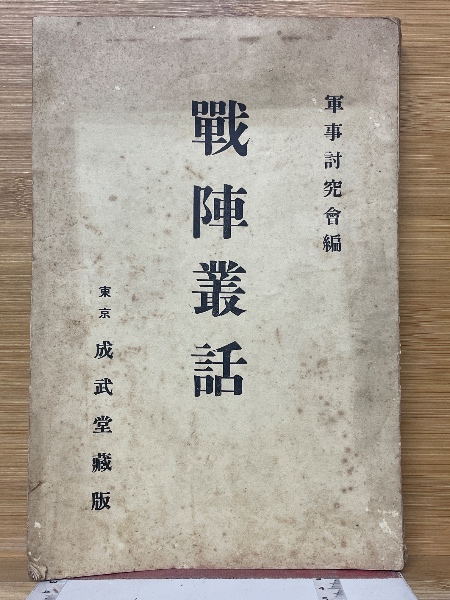 軍事討究會編
戰陣叢話
東京 成武堂藏版